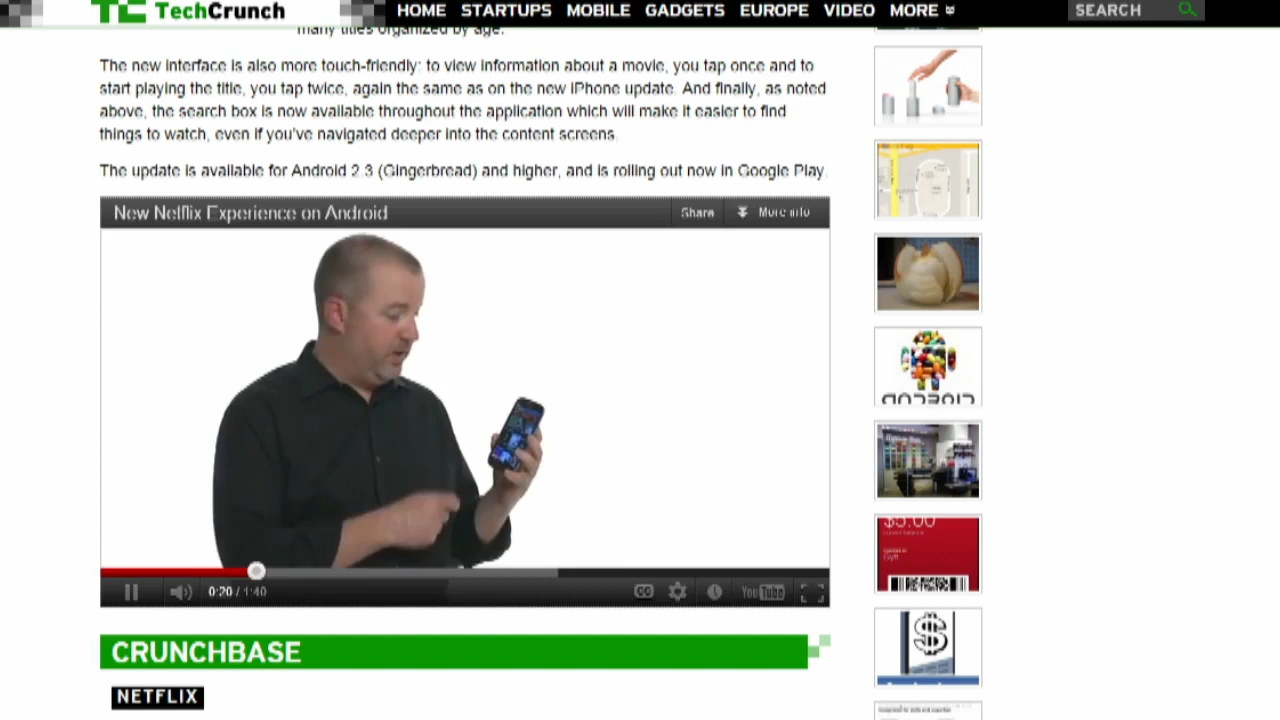 TechCrunch
HOME STARTUPS MOBILE GADGETS EUROPE VIDEO MORE
SEARCH
many titles organized by age.
The new interface is also more touch-friendly: to view information about a movie, you tap once and to
start playing the title, you tap twice, again the same as on the new iPhone update. And finally, as noted
above, the search box is now available throughout the application which will make it easier to find
things to watch, even if you've navigated deeper into the content screens.
The update is available for Android 2.3 (Gingerbread) and higher, and is rolling out now in Google Play.
New Netflix Experience on Android
Share
More info
0:20 / 1:40
CC
YouTube
ANDROID
$5.00
Gyft
$
CRUNCHBASE
NETFLIX